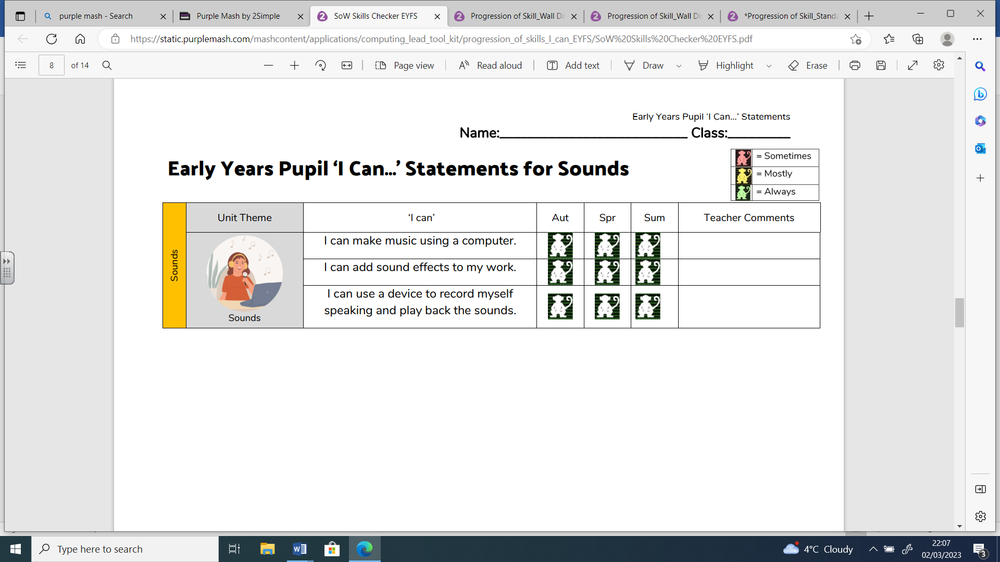 purple mash - Search
Purple Mash by 2Simple
SoW Skills Checker EYFS
Progression of Skill_Wall Di
Progression of Skill_Wall Di
*Progression of Skill_Standa
https://static.purplemash.com/mashcontent/applications/computing_lead_tool_kit/progression_of_skills_I_can_EYFS/SoW%20Skills%20Checker%20EYFS.pdf
8 of 14
Page view
Read aloud
Add text
Draw
Highlight
Erase
Early Years Pupil ‘I Can...’ Statements
Name:___________________________ Class:_________
Early Years Pupil ‘I Can...’ Statements for Sounds
= Sometimes
= Mostly
= Always
Unit Theme
‘I can’
Aut
Spr
Sum
Teacher Comments
Sounds
Sounds
I can make music using a computer.
I can add sound effects to my work.
I can use a device to record myself
speaking and play back the sounds.
Type here to search
4°C Cloudy
22:07
02/03/2023
3